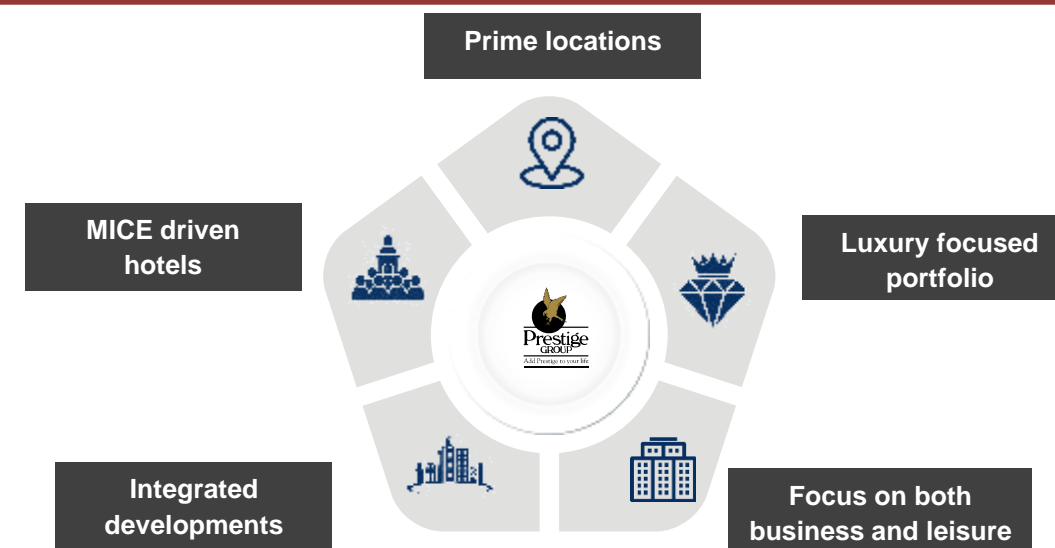 Prime locations
MICE driven
hotels
Luxury focused
portfolio
Prestige
GROUP
Add Prestige to your life
Integrated
developments
Focus on both
business and leisure